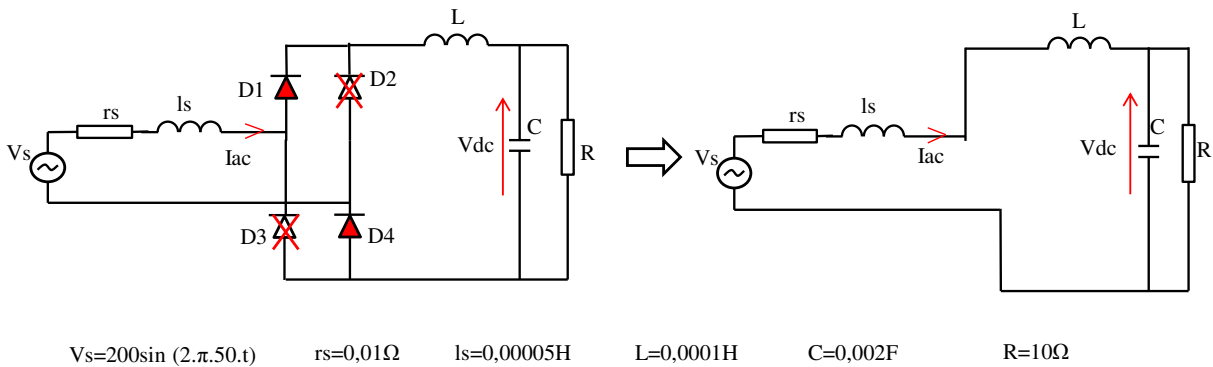 L
D1
D2
rs
ls
Iac
Vs
Vdc
C
R
D3
D4
L
rs
ls
Iac
Vs
Vdc
C
R
Vs=200sin (2.π.50.t) rs=0,01Ω ls=0,00005H L=0,0001H C=0,002F R=10Ω